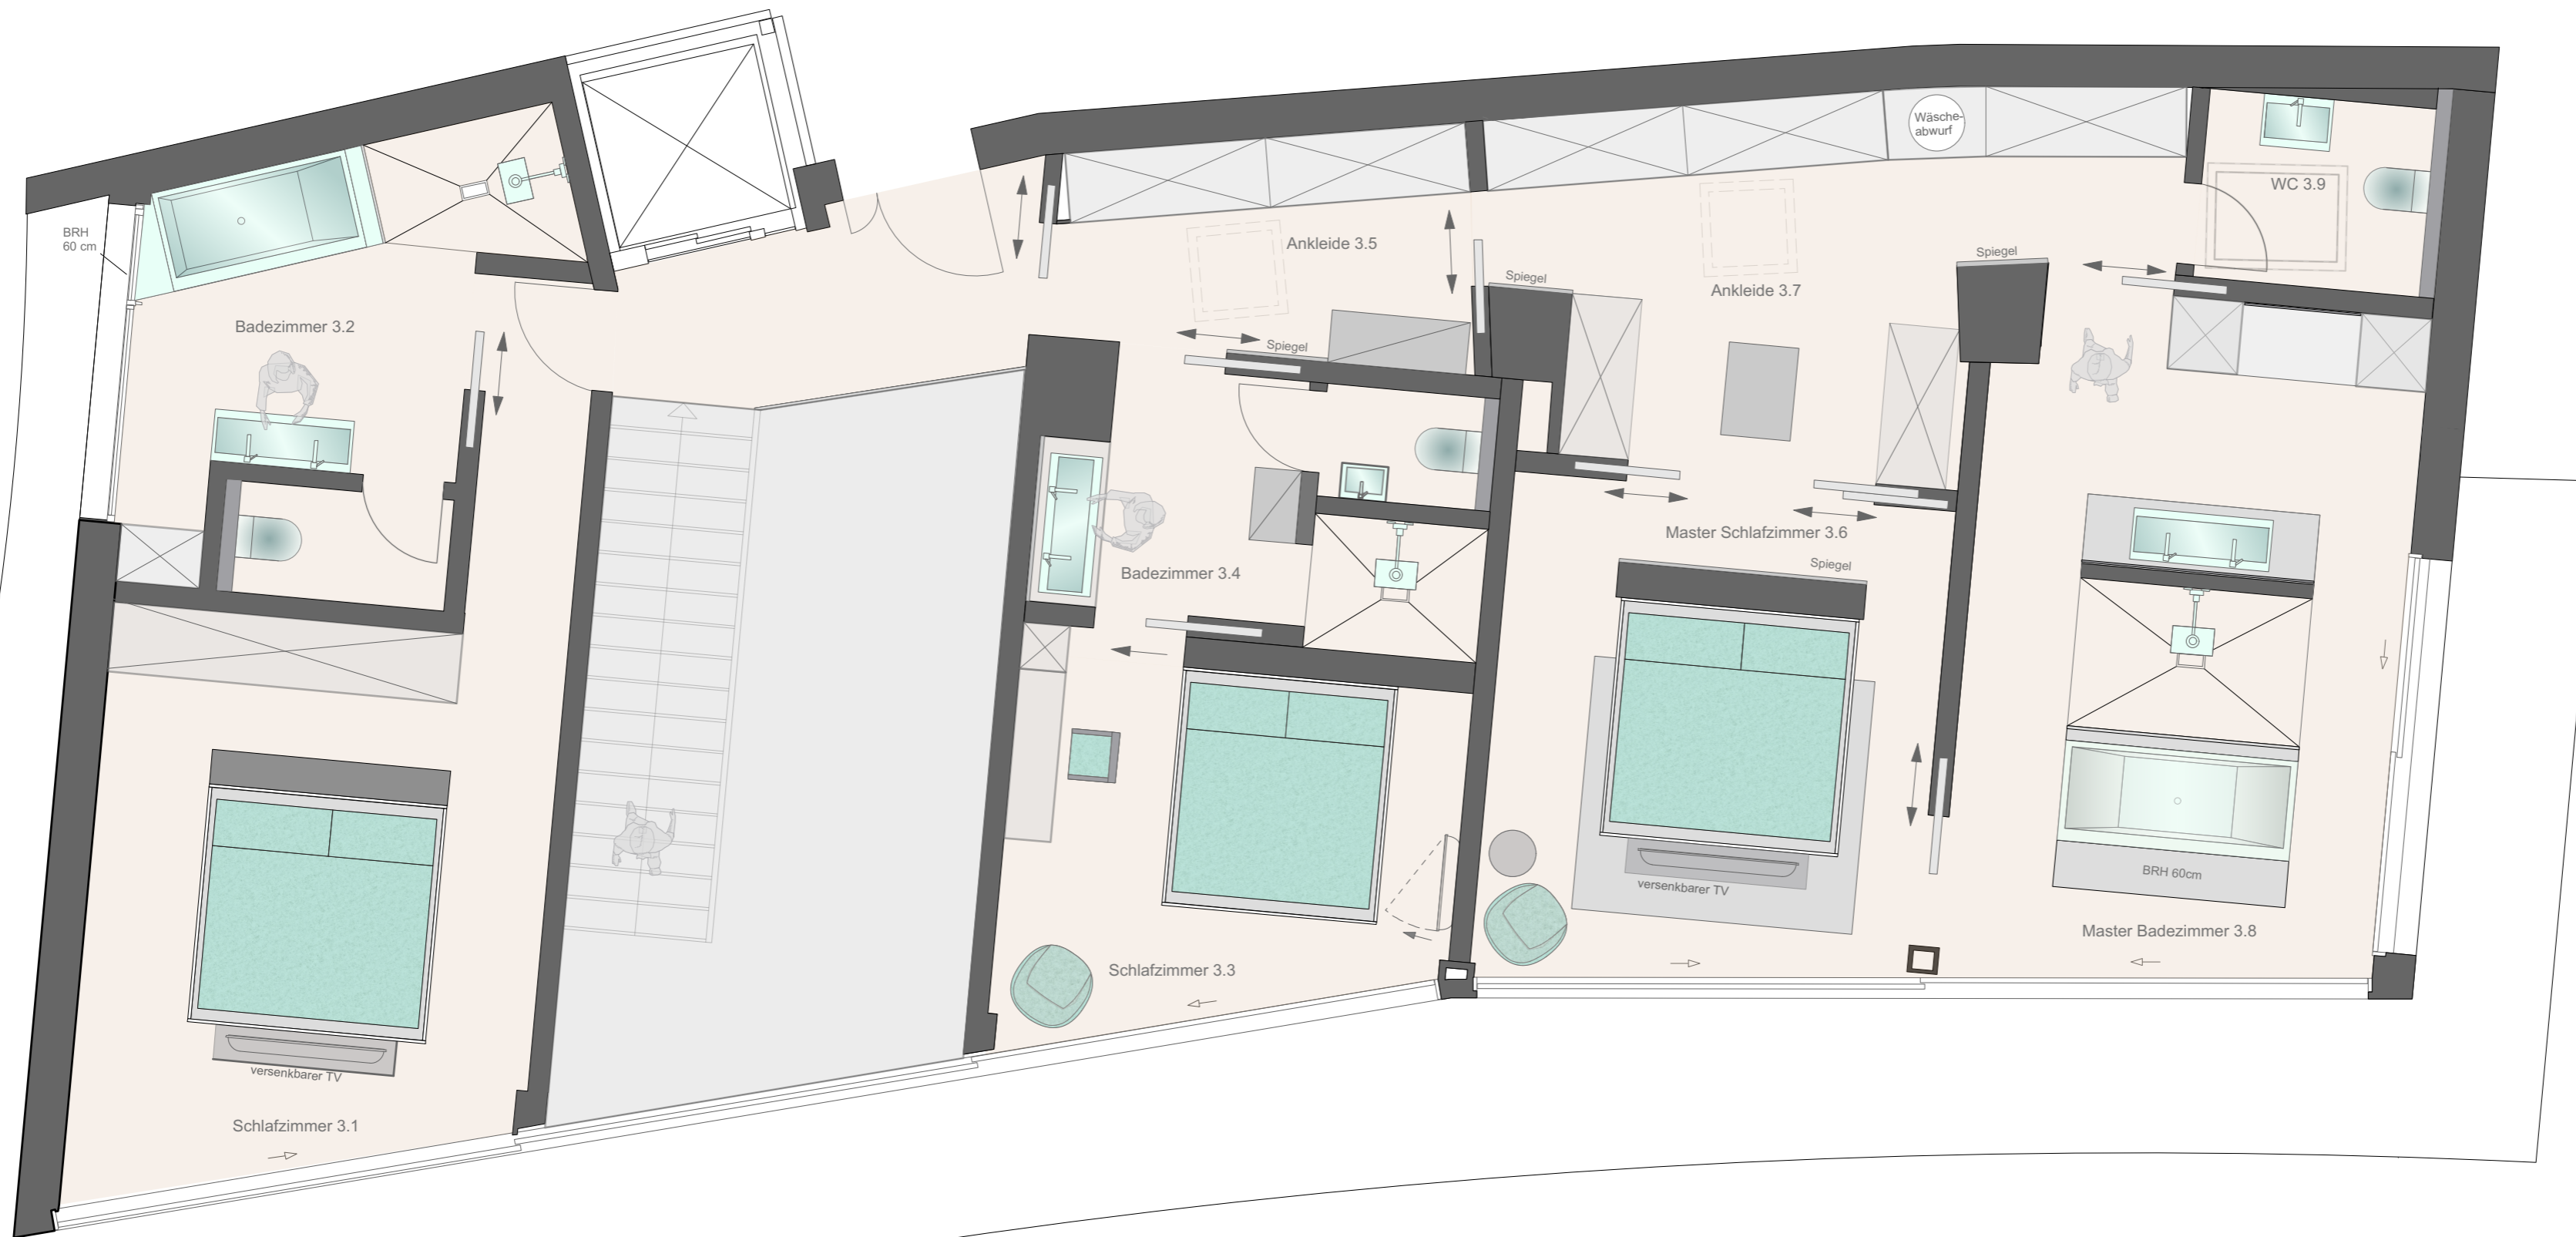 Wäsche-
abwurf
WC 3.9
BRH
60 cm
Ankleide 3.5
Spiegel
Spiegel
Ankleide 3.7
Badezimmer 3.2
Spiegel
Master Schlafzimmer 3.6
Spiegel
Badezimmer 3.4
BRH 60cm
versenkbarer TV
Master Badezimmer 3.8
Schlafzimmer 3.3
versenkbarer TV
Schlafzimmer 3.1